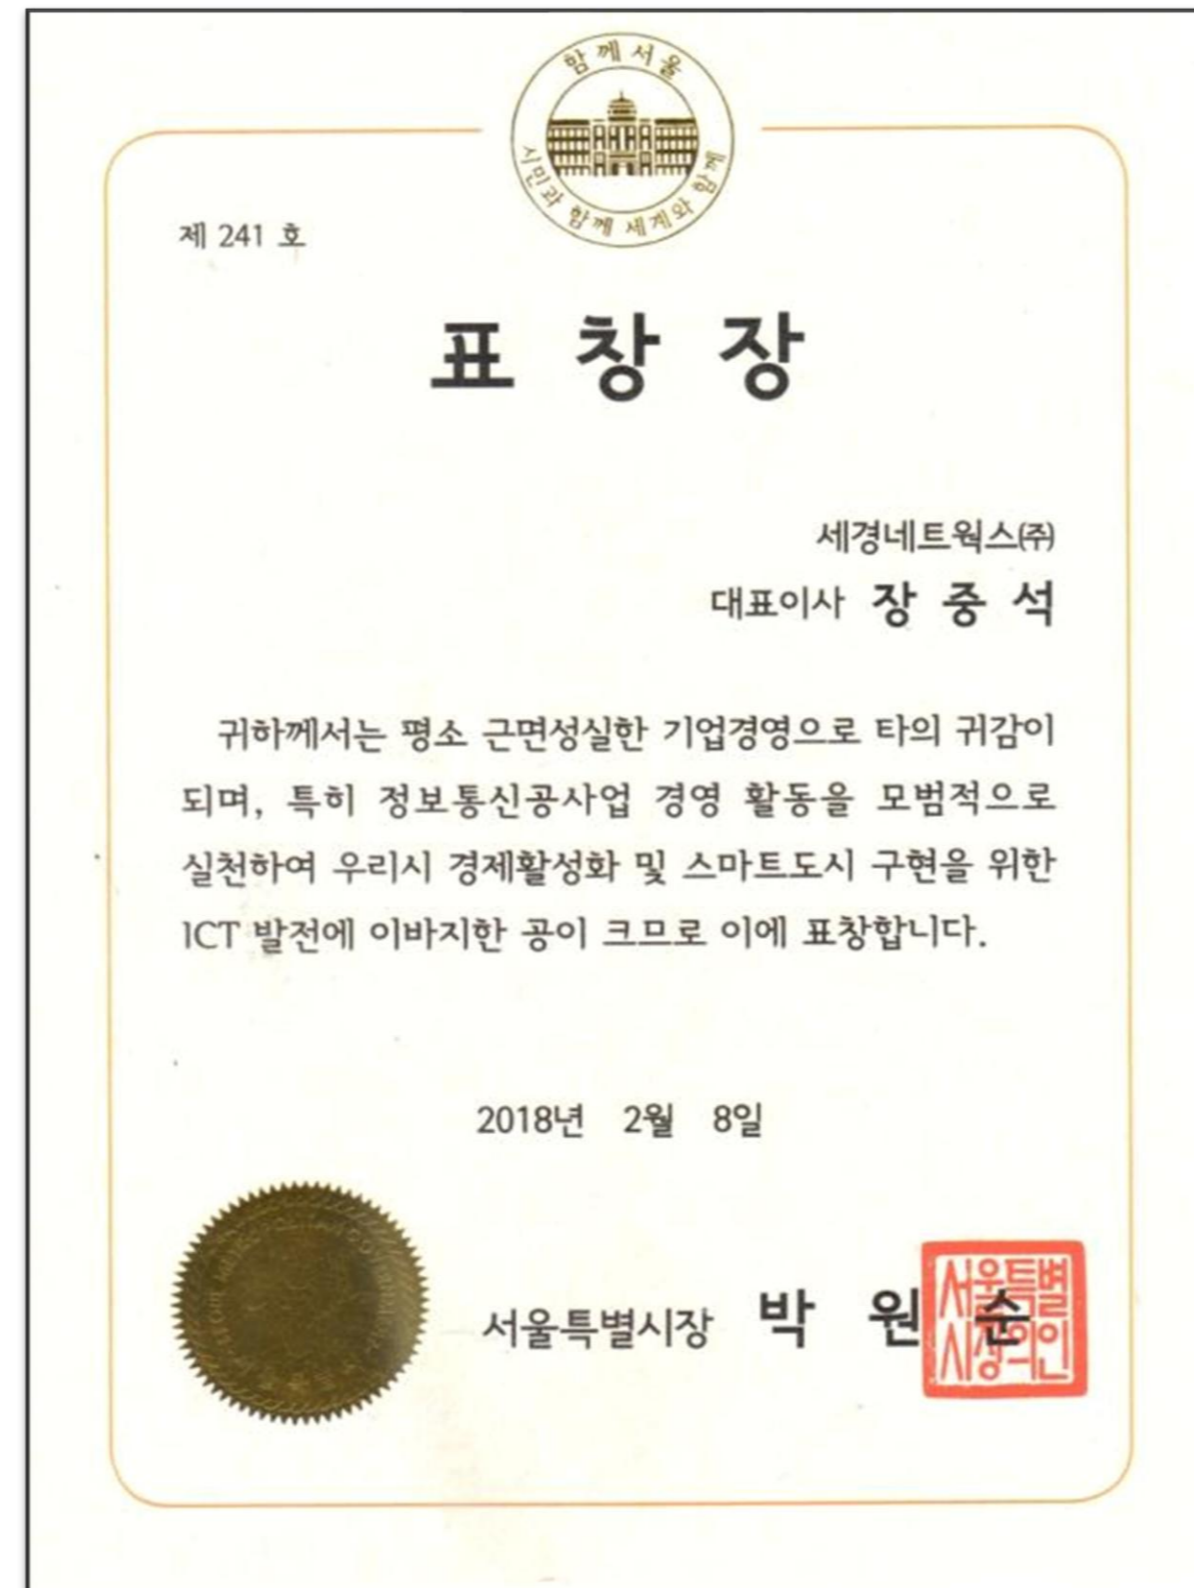 함께서울
시민과 함께 세계와 함께
제 241 호
표 창 장
세경네트웍스㈜
대표이사 장 중 석
귀하께서는 평소 근면성실한 기업경영으로 타의 귀감이
되며, 특히 정보통신공사업 경영 활동을 모범적으로
실천하여 우리시 경제활성화 및 스마트도시 구현을 위한
ICT 발전에 이바지한 공이 크므로 이에 표창합니다.
2018년 2월 8일
서울특별시장 박 원 순
서울특별
시장의인